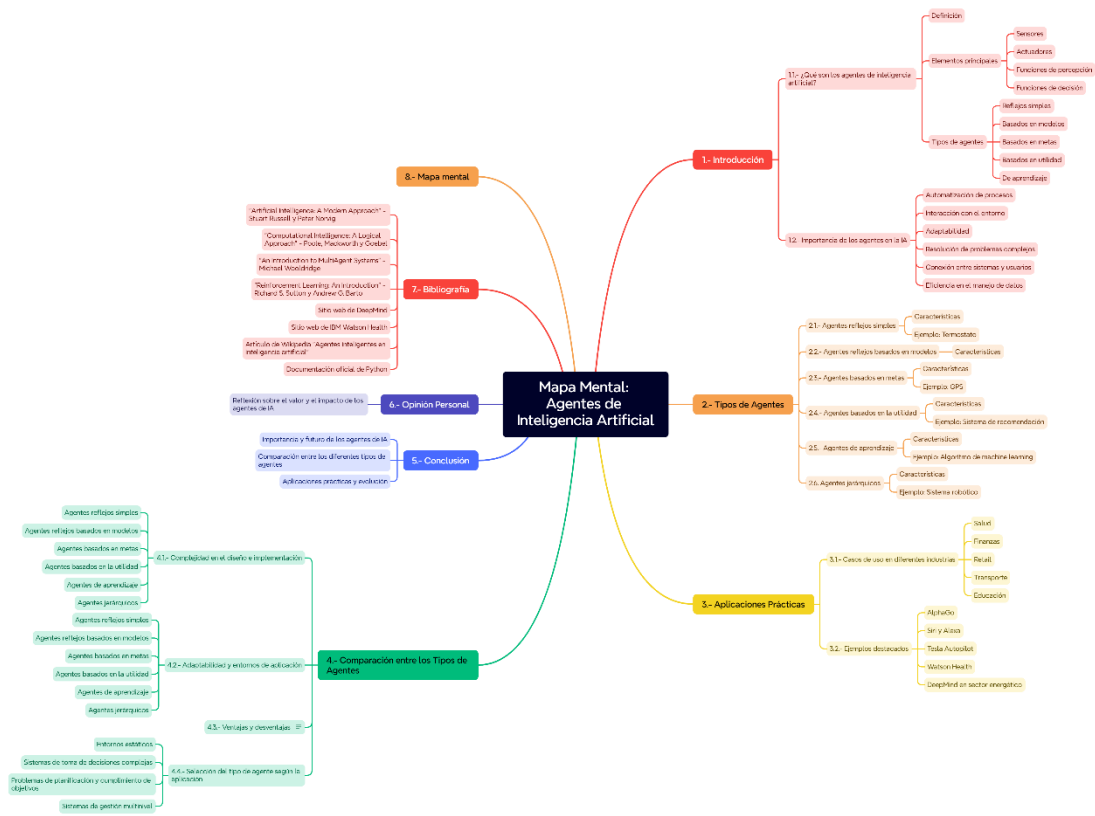 Mapa Mental:
Agentes de
Inteligencia Artificial
1.- Introducción
1.1.- ¿Qué son los agentes de inteligencia
artificial?
Definición
Elementos principales
Sensores
Actuadores
Funciones de percepción
Funciones de decisión
Tipos de agentes
Reflejos simples
Basados en modelos
Basados en metas
Basados en utilidad
De aprendizaje
1.2. Importancia de los agentes en la IA
Automatización de procesos
Interacción con el entorno
Adaptabilidad
Resolución de problemas complejos
Conexión entre sistemas y usuarios
Eficiencia en el manejo de datos
2.- Tipos de Agentes
2.1.- Agentes reflejos simples
Características
Ejemplo: Termostato
2.2.- Agentes reflejos basados en modelos
Características
2.3.- Agentes basados en metas
Características
Ejemplo: GPS
2.4.- Agentes basados en la utilidad
Características
Ejemplo: Sistema de recomendación
2.5. Agentes de aprendizaje
Características
Ejemplo: Algoritmo de machine learning
2.6. Agentes jerárquicos
Características
Ejemplo: Sistema robótico
3.- Aplicaciones Prácticas
3.1.- Casos de uso en diferentes industrias
Salud
Finanzas
Retail
Transporte
Educación
3.2.- Ejemplos destacados
AlphaGo
Siri y Alexa
Tesla Autopilot
Watson Health
DeepMind en sector energético
4.- Comparación entre los Tipos de
Agentes
4.1.- Complejidad en el diseño e implementación
Agentes reflejos simples
Agentes reflejos basados en modelos
Agentes basados en metas
Agentes basados en la utilidad
Agentes de aprendizaje
Agentes jerárquicos
4.2.- Adaptabilidad y entornos de aplicación
Agentes reflejos simples
Agentes reflejos basados en modelos
Agentes basados en metas
Agentes basados en la utilidad
Agentes de aprendizaje
Agentes jerárquicos
4.3.- Ventajas y desventajas
4.4.- Selección del tipo de agente según la
aplicación
Entornos estáticos
Sistemas de toma de decisiones complejas
Problemas de planificación y cumplimiento de
objetivos
Sistemas de gestión multinivel
5.- Conclusión
Importancia y futuro de los agentes de IA
Comparación entre los diferentes tipos de
agentes
Aplicaciones prácticas y evolución
6.- Opinión Personal
Reflexión sobre el valor y el impacto de los
agentes de IA
7.- Bibliografía
"Artificial Intelligence: A Modern Approach" -
Stuart Russell y Peter Norvig
"Computational Intelligence: A Logical
Approach" - Poole, Mackworth y Goebel
"An Introduction to MultiAgent Systems" -
Michael Wooldridge
"Reinforcement Learning: An Introduction" -
Richard S. Sutton y Andrew G. Barto
Sitio web de DeepMind
Sitio web de IBM Watson Health
Artículo de Wikipedia "Agentes inteligentes en
inteligencia artificial"
Documentación oficial de Python
8.- Mapa mental